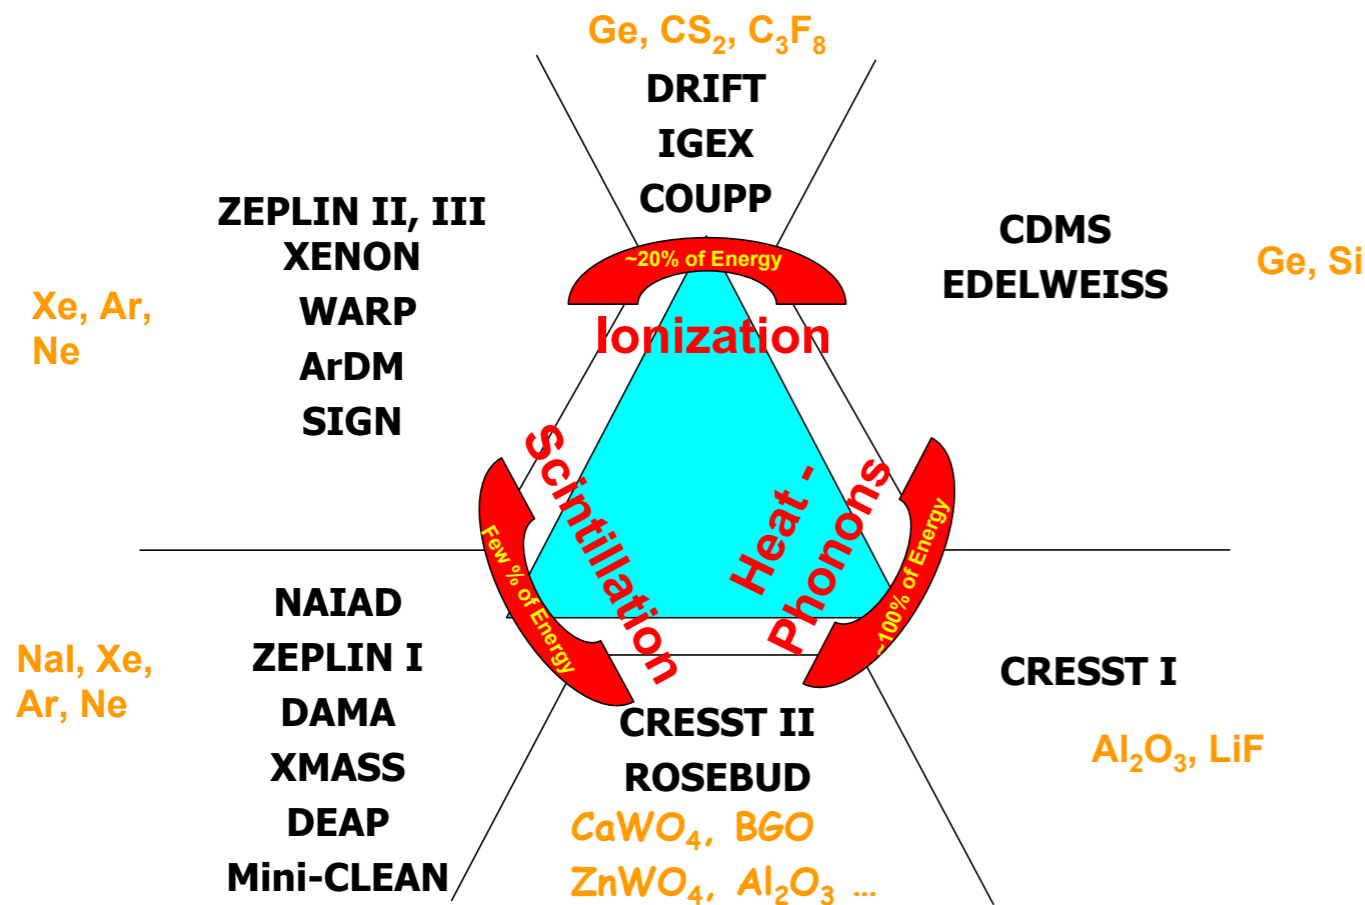 Ge, CS₂, C₃F₈
DRIFT
IGEX
COUPP
~20% of Energy
Ionization
ZEPLIN II, III
XENON
WARP
ArDM
SIGN
Xe, Ar,
Ne
CDMS
EDELWEISS
Ge, Si
Scintillation
Few % of Energy
Heat -
Phonons
~100% of Energy
NAIAD
ZEPLIN I
DAMA
XMASS
DEAP
Mini-CLEAN
NaI, Xe,
Ar, Ne
CRESST II
ROSEBUD
CaWO₄, BGO
ZnWO₄, Al₂O₃ ...
CRESST I
Al₂O₃, LiF